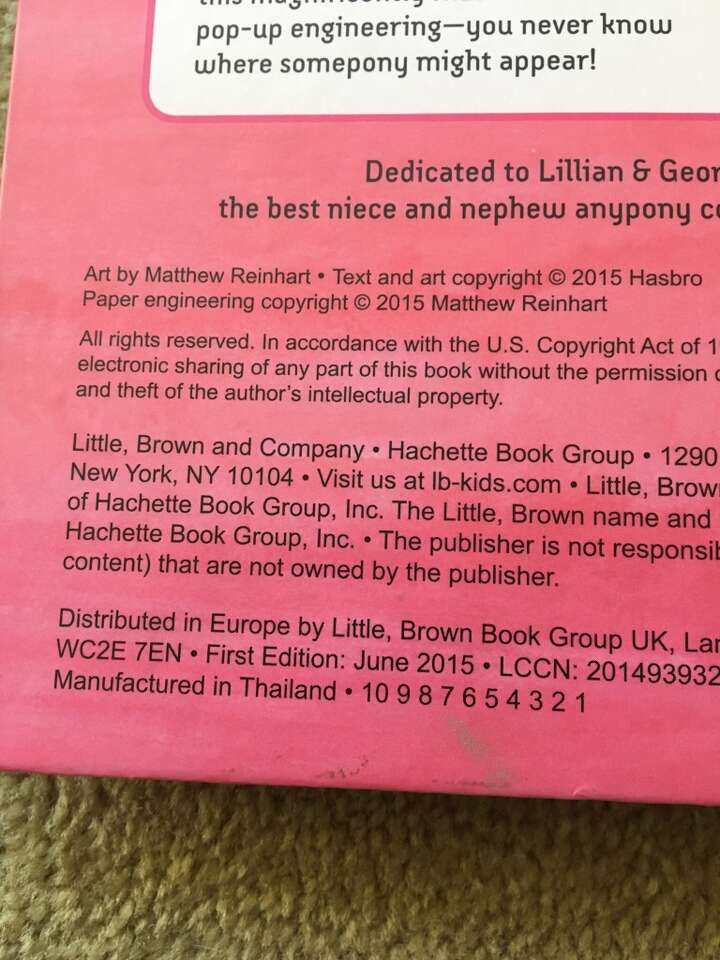 pop-up engineering—you never know
where somepony might appear!
Dedicated to Lillian & Geor
the best niece and nephew anypony co
Art by Matthew Reinhart • Text and art copyright © 2015 Hasbro
Paper engineering copyright © 2015 Matthew Reinhart
All rights reserved. In accordance with the U.S. Copyright Act of 1
electronic sharing of any part of this book without the permission
and theft of the author's intellectual property.
Little, Brown and Company • Hachette Book Group • 1290
New York, NY 10104 • Visit us at lb-kids.com • Little, Brow
of Hachette Book Group, Inc. The Little, Brown name and
Hachette Book Group, Inc. • The publisher is not responsib
content) that are not owned by the publisher.
Distributed in Europe by Little, Brown Book Group UK, Lan
WC2E 7EN • First Edition: June 2015 • LCCN: 201493932
Manufactured in Thailand • 10 9 8 7 6 5 4 3 2 1